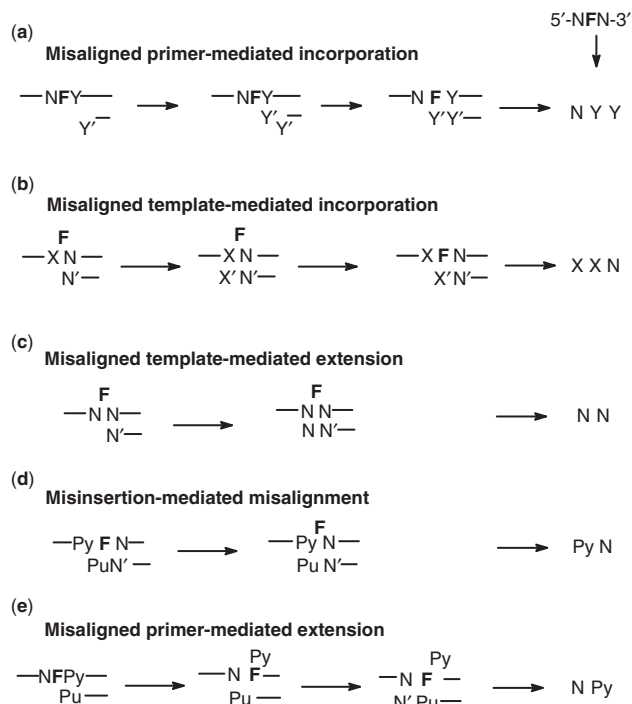 (a)
Misaligned primer-mediated incorporation
5′-NFN-3′
NFY
Y′
NFY
Y′
Y′
N F Y
Y′Y′
N Y Y
(b)
Misaligned template-mediated incorporation
F
X N
N′
F
X N
X′ N′
X F N
X′ N′
X X N
(c)
Misaligned template-mediated extension
F
N N
N′
F
N N
N N′
N N
(d)
Misinsertion-mediated misalignment
Py F N
PuN′
F
Py N
Pu N′
Py N
(e)
Misaligned primer-mediated extension
NFPy
Pu
Py
N F
Pu
Py
N F
N′ Pu
N Py